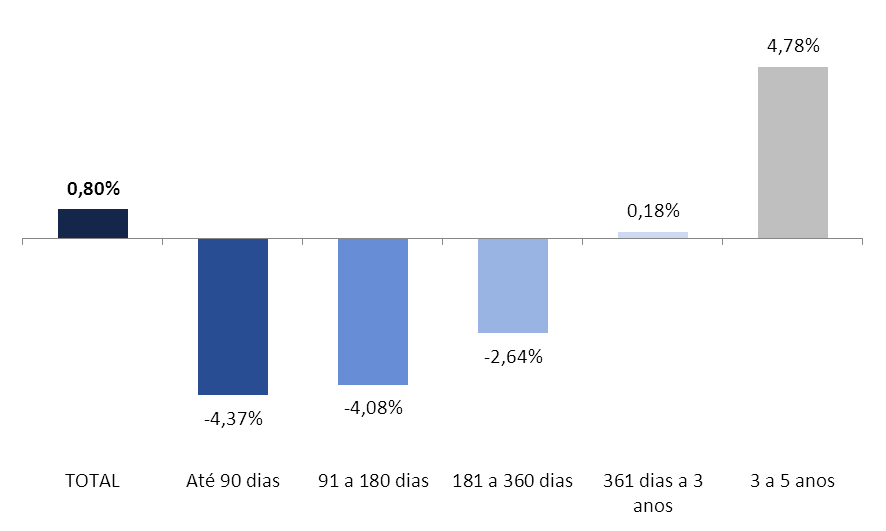 4,78%
0,80%
0,18%
-2,64%
-4,37%
-4,08%
TOTAL
Até 90 dias
91 a 180 dias
181 a 360 dias
361 dias a 3
anos
3 a 5 anos